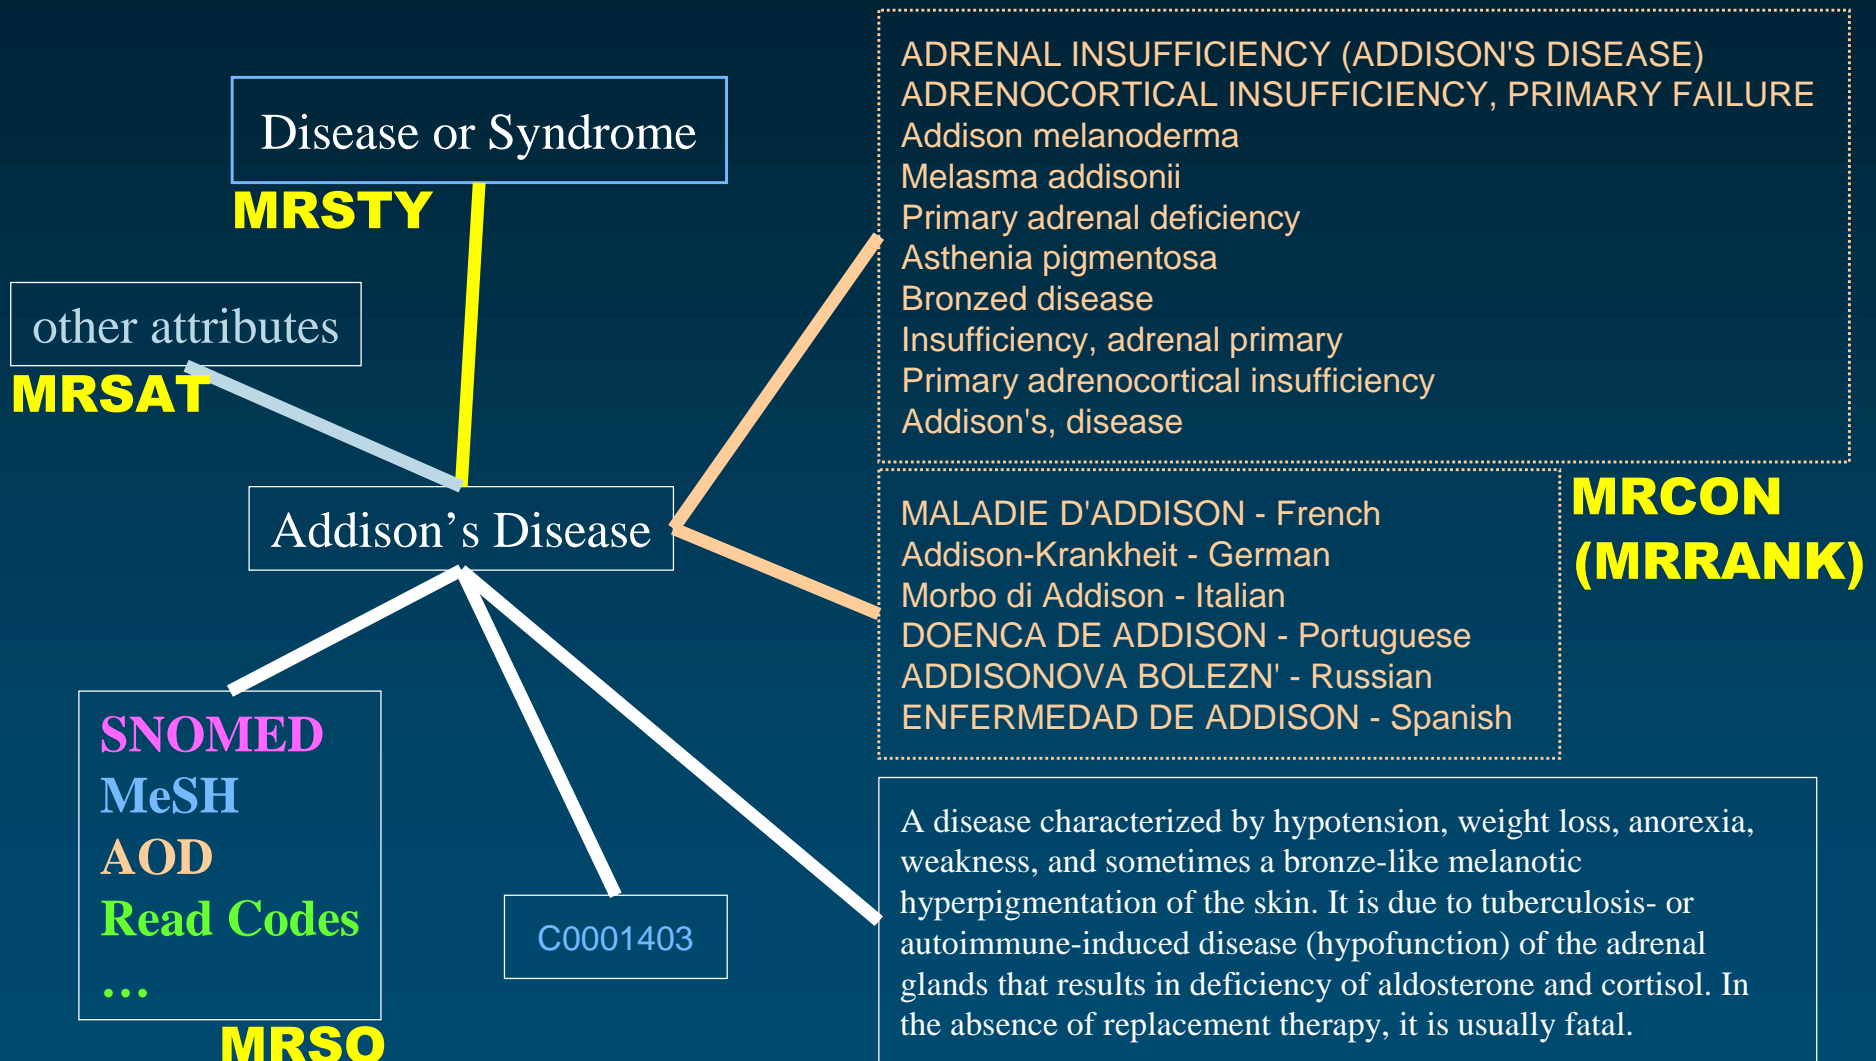 Disease or Syndrome
MRSTY
other attributes
MRSAT
Addison’s Disease
SNOMED
MeSH
AOD
Read Codes
…
MRSO
C0001403
ADRENAL INSUFFICIENCY (ADDISON'S DISEASE)
ADRENOCORTICAL INSUFFICIENCY, PRIMARY FAILURE
Addison melanoderma
Melasma addisonii
Primary adrenal deficiency
Asthenia pigmentosa
Bronzed disease
Insufficiency, adrenal primary
Primary adrenocortical insufficiency
Addison's, disease
MALADIE D'ADDISON - French
Addison-Krankheit - German
Morbo di Addison - Italian
DOENCA DE ADDISON - Portuguese
ADDISONOVA BOLEZN' - Russian
ENFERMEDAD DE ADDISON - Spanish
MRCON
(MRRANK)
A disease characterized by hypotension, weight loss, anorexia,
weakness, and sometimes a bronze-like melanotic
hyperpigmentation of the skin. It is due to tuberculosis- or
autoimmune-induced disease (hypofunction) of the adrenal
glands that results in deficiency of aldosterone and cortisol. In
the absence of replacement therapy, it is usually fatal.